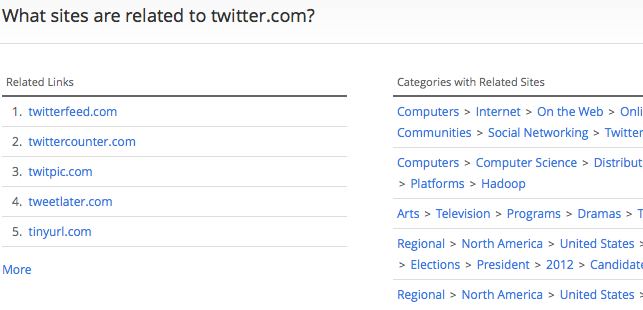 What sites are related to twitter.com?
Related Links
1. twitterfeed.com
2. twittercounter.com
3. twitpic.com
4. tweetlater.com
5. tinyurl.com
More
Categories with Related Sites
Computers > Internet > On the Web >
Communities > Social Networking > Twitter
Computers > Computer Science >
> Platforms > Hadoop
Arts > Television > Programs > Dramas >
Regional > North America > United States >
> Elections > President > 2012 >
Regional > North America > United States >